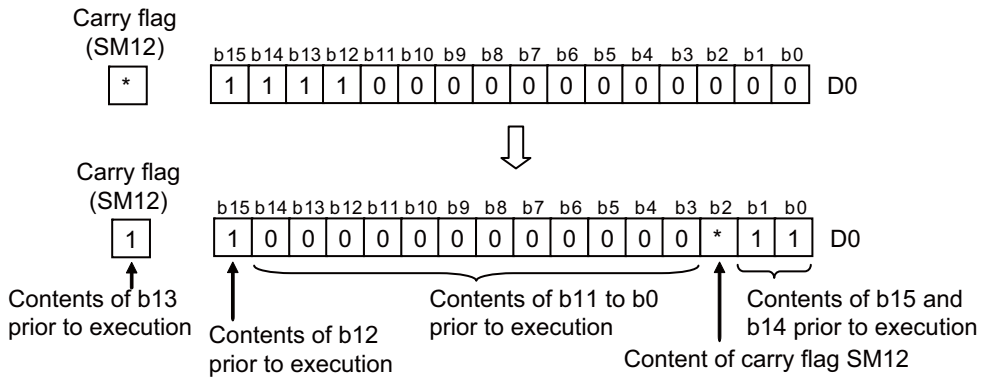 Carry flag
(SM12)
b15 b14 b13 b12 b11 b10 b9 b8 b7 b6 b5 b4 b3 b2 b1 b0
* 1 1 1 1 0 0 0 0 0 0 0 0 0 0 0 0 D0
Carry flag
(SM12)
b15 b14 b13 b12 b11 b10 b9 b8 b7 b6 b5 b4 b3 b2 b1 b0
1 1 0 0 0 0 0 0 0 0 0 0 0 0 * 1 1 D0
Contents of b13
prior to execution
Contents of b12
prior to execution
Contents of b11 to b0
prior to execution
Contents of b15 and
b14 prior to execution
Content of carry flag SM12